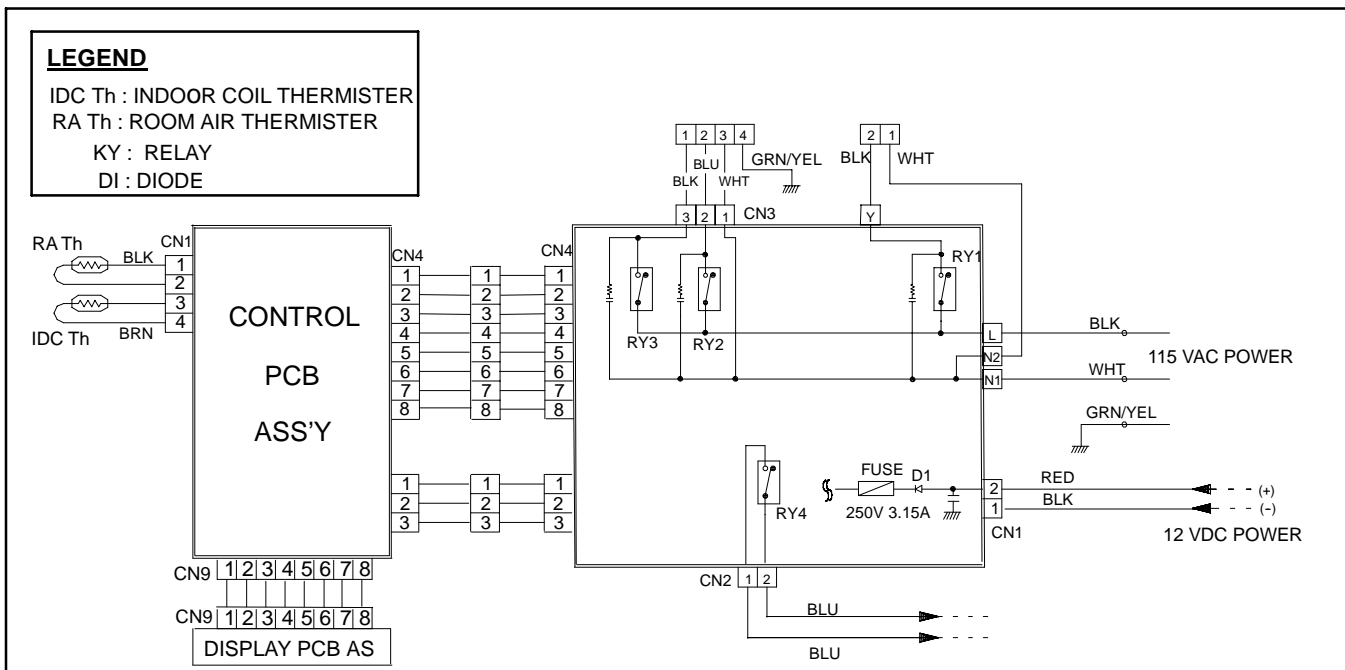 LEGEND
IDC Th : INDOOR COIL THERMISTER
RA Th : ROOM AIR THERMISTER
KY : RELAY
DI : DIODE
1 2 3 4
BLK
BLU
WHT
GRN/YEL
3 2 1
CN3
2 1
BLK
WHT
Y
RA Th
BLK
CN1
1
2
3
4
IDC Th
BRN
CONTROL
PCB
ASS'Y
CN4
1
2
3
4
5
6
7
8
1
2
3
4
5
6
7
8
CN4
1
2
3
4
5
6
7
8
1
2
3
1
2
3
1
2
3
RY3
RY2
RY1
L
N2
N1
BLK
115 VAC POWER
WHT
GRN/YEL
RY4
FUSE
D1
250V 3.15A
2
1
CN1
RED
BLK
(+)
(-)
12 VDC POWER
CN2 1 2
BLU
BLU
CN9 1 2 3 4 5 6 7 8
CN9 1 2 3 4 5 6 7 8
DISPLAY PCB AS